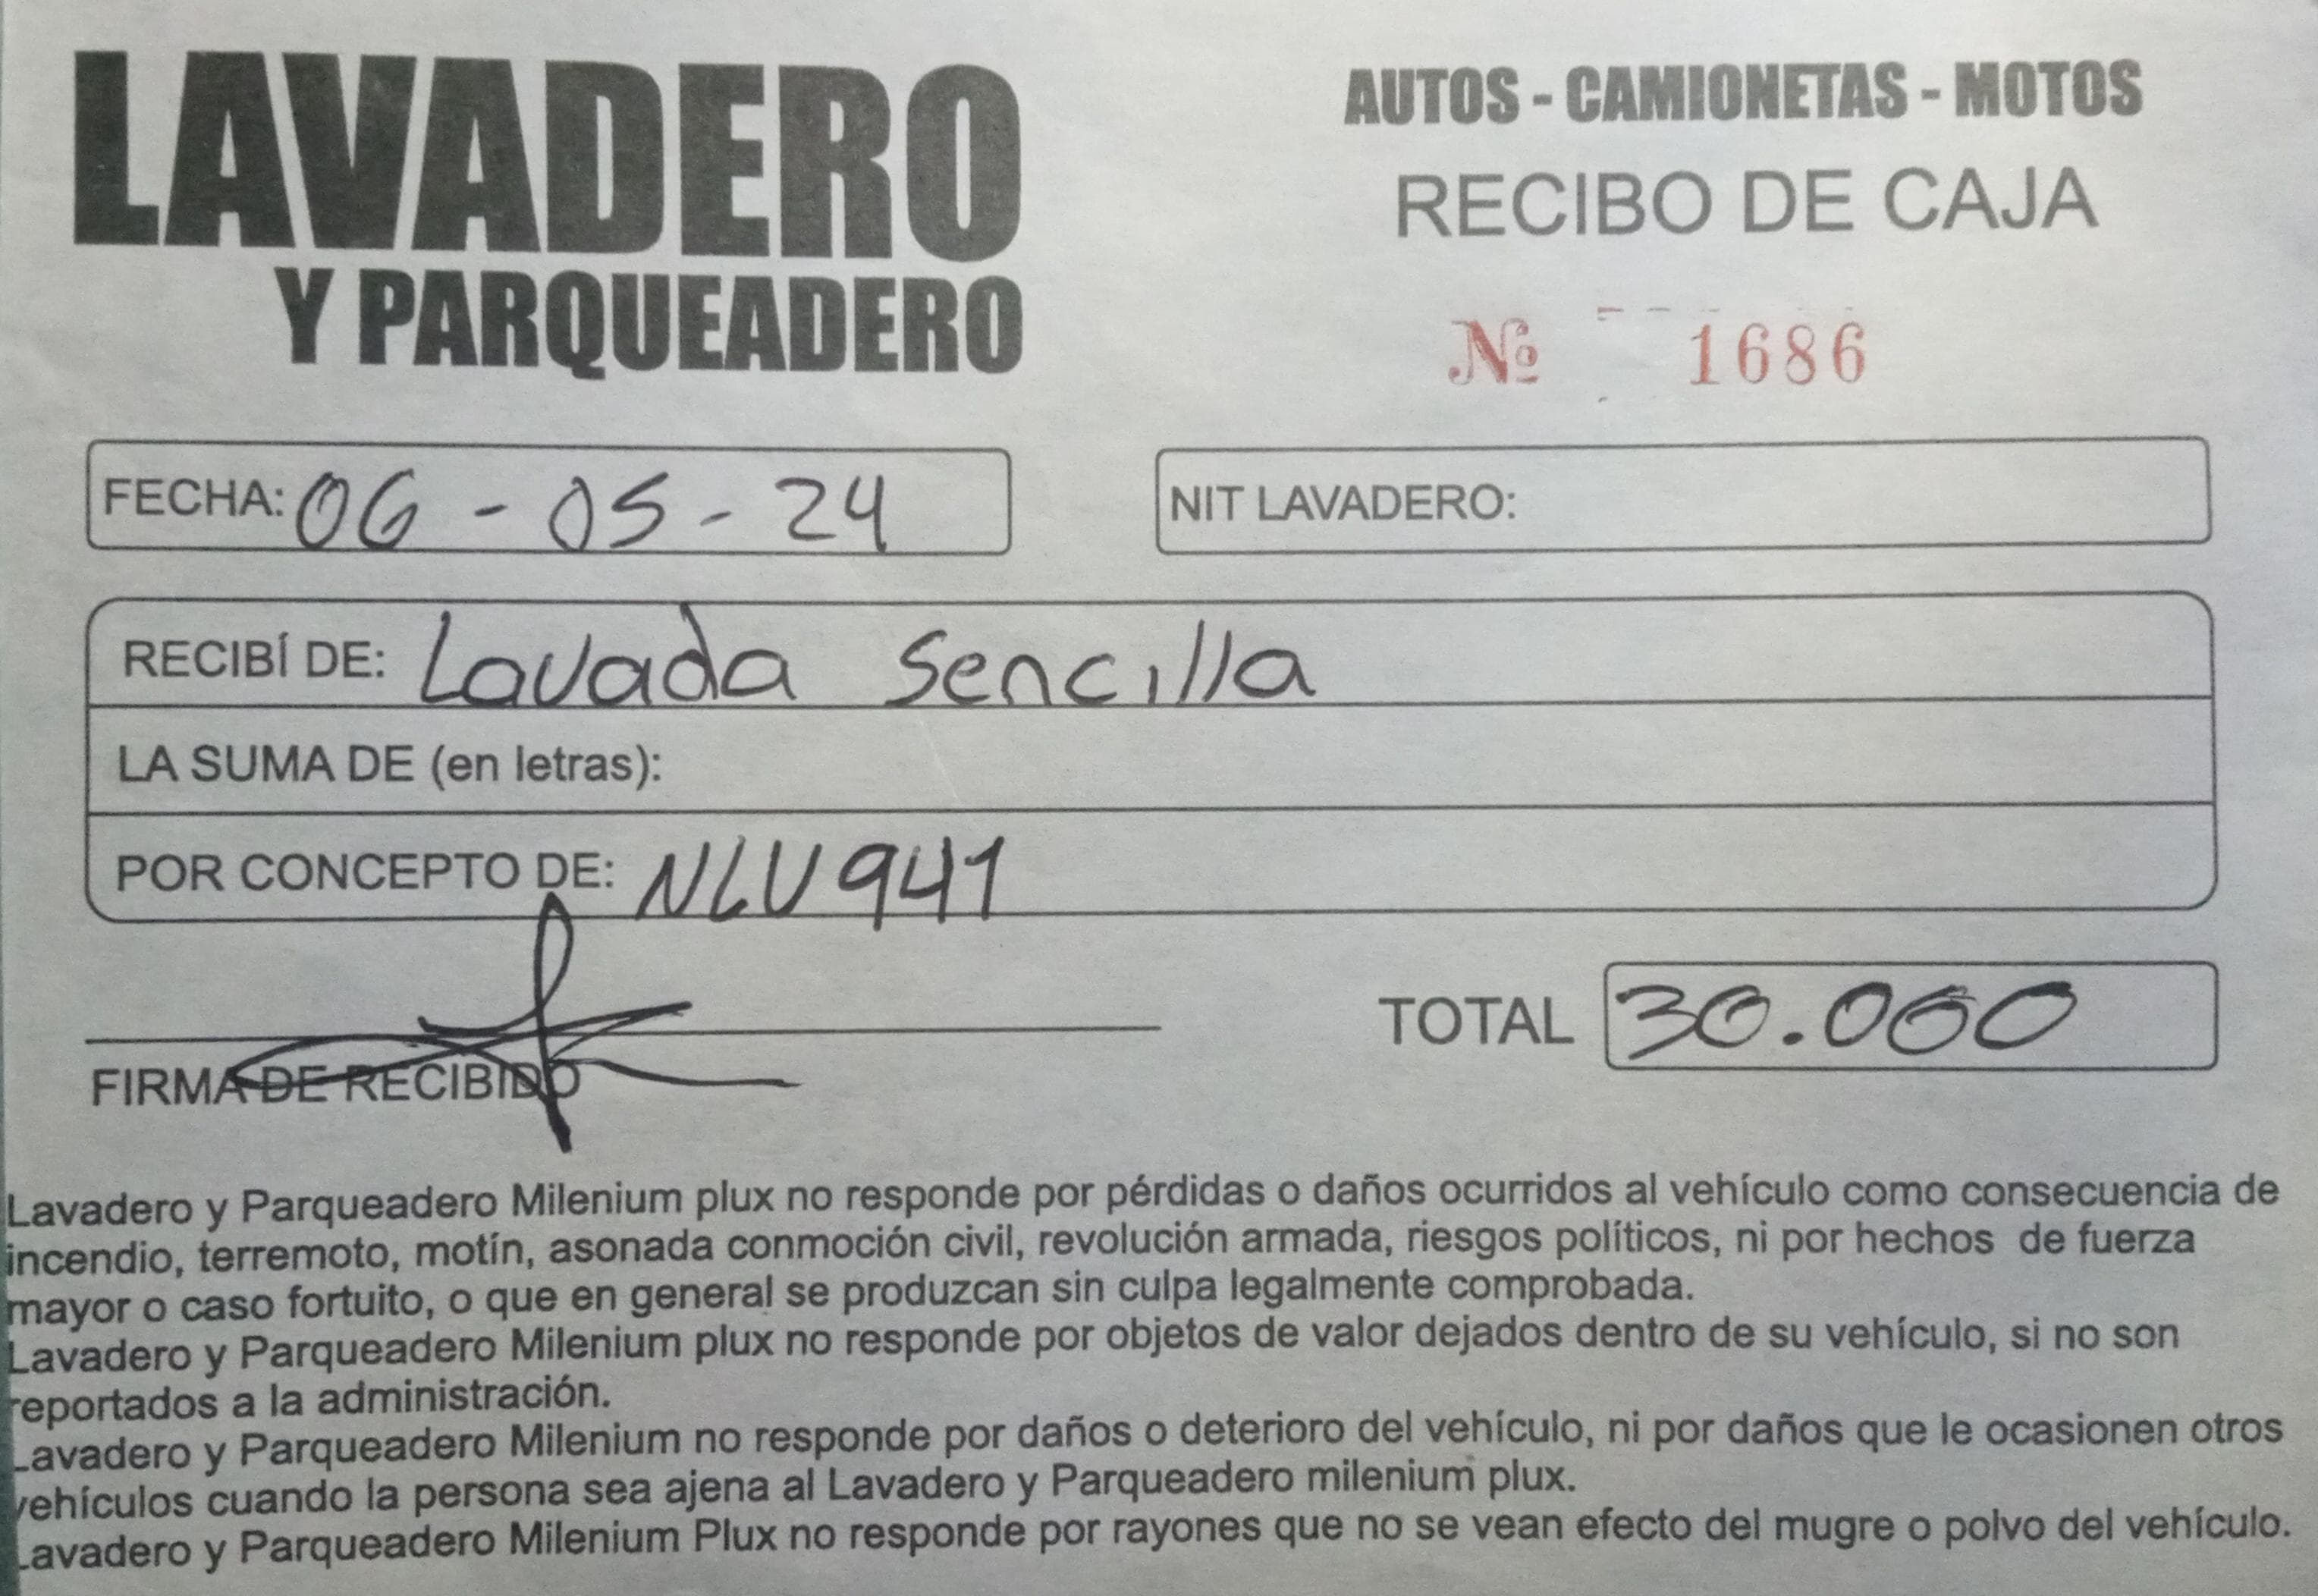 LAVADERO
Y PARQUEADERO
AUTOS - CAMIONETAS - MOTOS
RECIBO DE CAJA
№ 1686
FECHA: 06 - 05 - 24
NIT LAVADERO:
RECIBÍ DE: Lavada Sencilla
LA SUMA DE (en letras):
POR CONCEPTO DE: NLU941
TOTAL 30.000
FIRMA DE RECIBIDO
Lavadero y Parqueadero Milenium plux no responde por pérdidas o daños ocurridos al vehículo como consecuencia de
incendio, terremoto, motín, asonada conmoción civil, revolución armada, riesgos políticos, ni por hechos de fuerza
mayor o caso fortuito, o que en general se produzcan sin culpa legalmente comprobada.
Lavadero y Parqueadero Milenium plux no responde por objetos de valor dejados dentro de su vehículo, si no son
reportados a la administración.
Lavadero y Parqueadero Milenium no responde por daños o deterioro del vehículo, ni por daños que le ocasionen otros
vehículos cuando la persona sea ajena al Lavadero y Parqueadero milenium plux.
Lavadero y Parqueadero Milenium Plux no responde por rayones que no se vean efecto del mugre o polvo del vehículo.